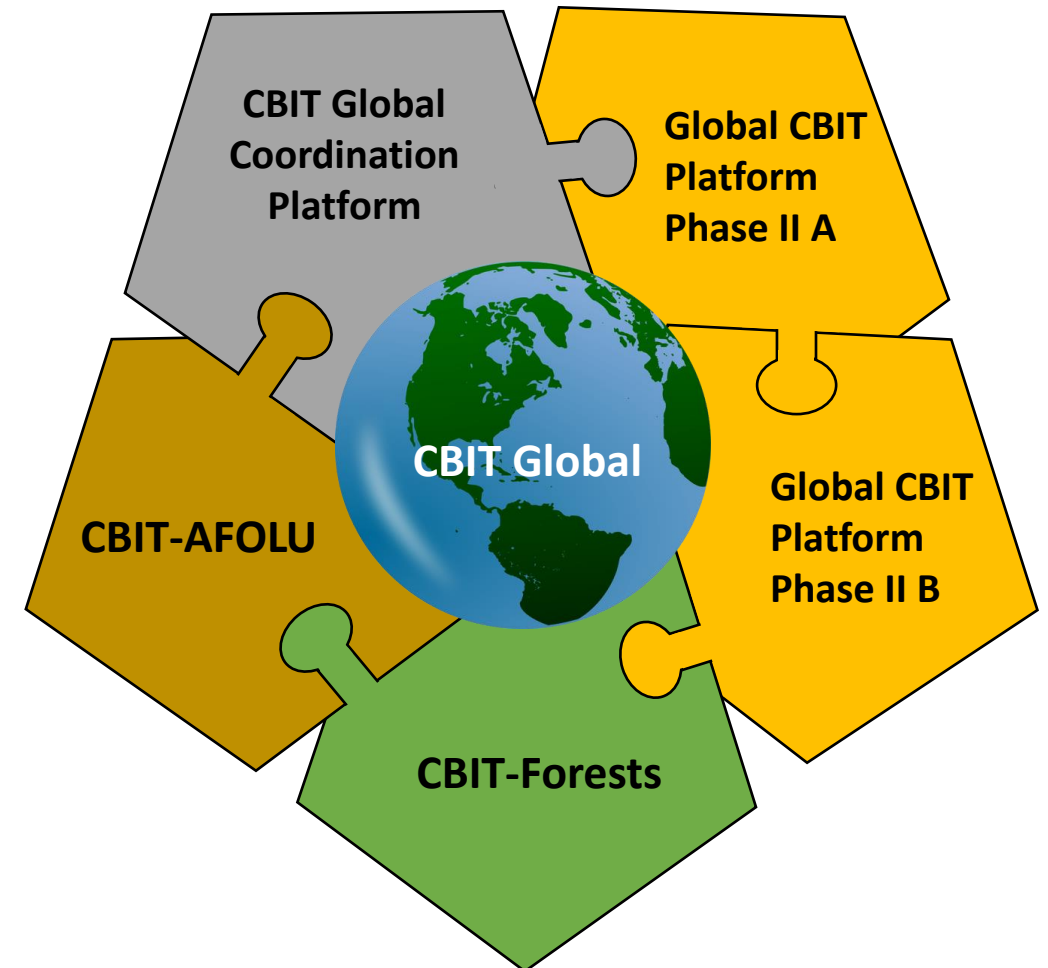 CBIT Global
Coordination
Platform
Global CBIT
Platform
Phase II A
CBIT Global
CBIT-AFOLU
Global CBIT
Platform
Phase II B
CBIT-Forests